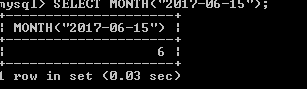 mysql> SELECT MONTH("2017-06-15");
+---------------------+
| MONTH("2017-06-15") |
+---------------------+
| 6 |
+---------------------+
1 row in set (0.03 sec)